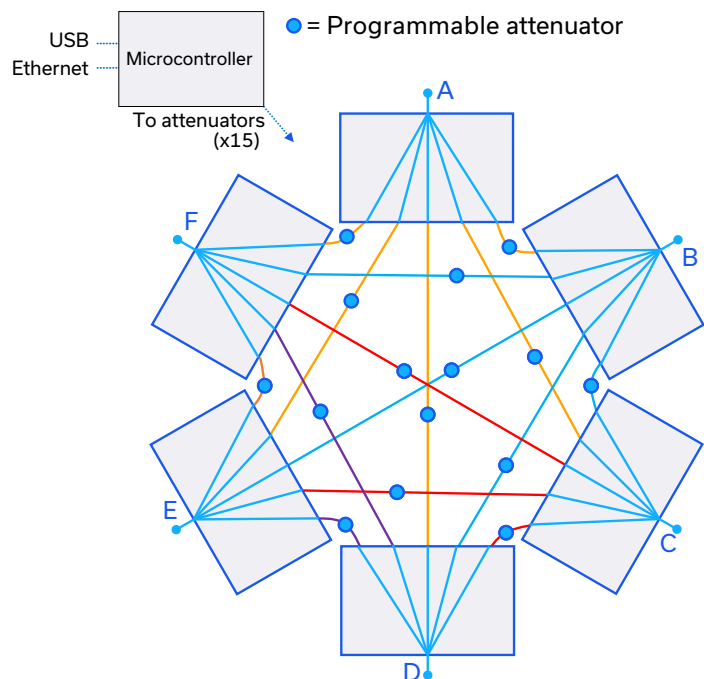 = Programmable attenuator
USB
Ethernet
Microcontroller
To attenuators
(x15)
A
F
B
E
C
D